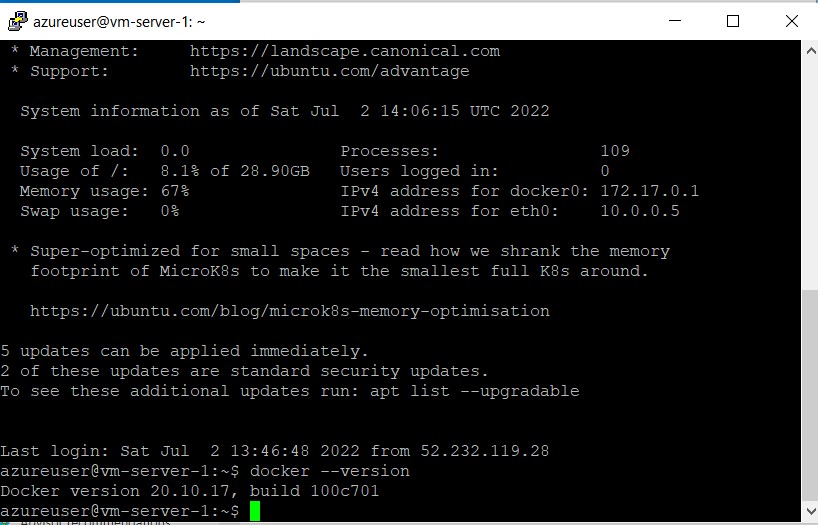 azureuser@vm-server-1: ~
* Management: https://landscape.canonical.com
* Support: https://ubuntu.com/advantage
System information as of Sat Jul 2 14:06:15 UTC 2022
System load: 0.0 Processes: 109
Usage of /: 8.1% of 28.90GB Users logged in: 0
Memory usage: 67% IPv4 address for docker0: 172.17.0.1
Swap usage: 0% IPv4 address for eth0: 10.0.0.5
* Super-optimized for small spaces - read how we shrank the memory
footprint of MicroK8s to make it the smallest full K8s around.
https://ubuntu.com/blog/microk8s-memory-optimisation
5 updates can be applied immediately.
2 of these updates are standard security updates.
To see these additional updates run: apt list --upgradable
Last login: Sat Jul 2 13:46:48 2022 from 52.232.119.28
azureuser@vm-server-1:~$ docker --version
Docker version 20.10.17, build 100c701
azureuser@vm-server-1:~$